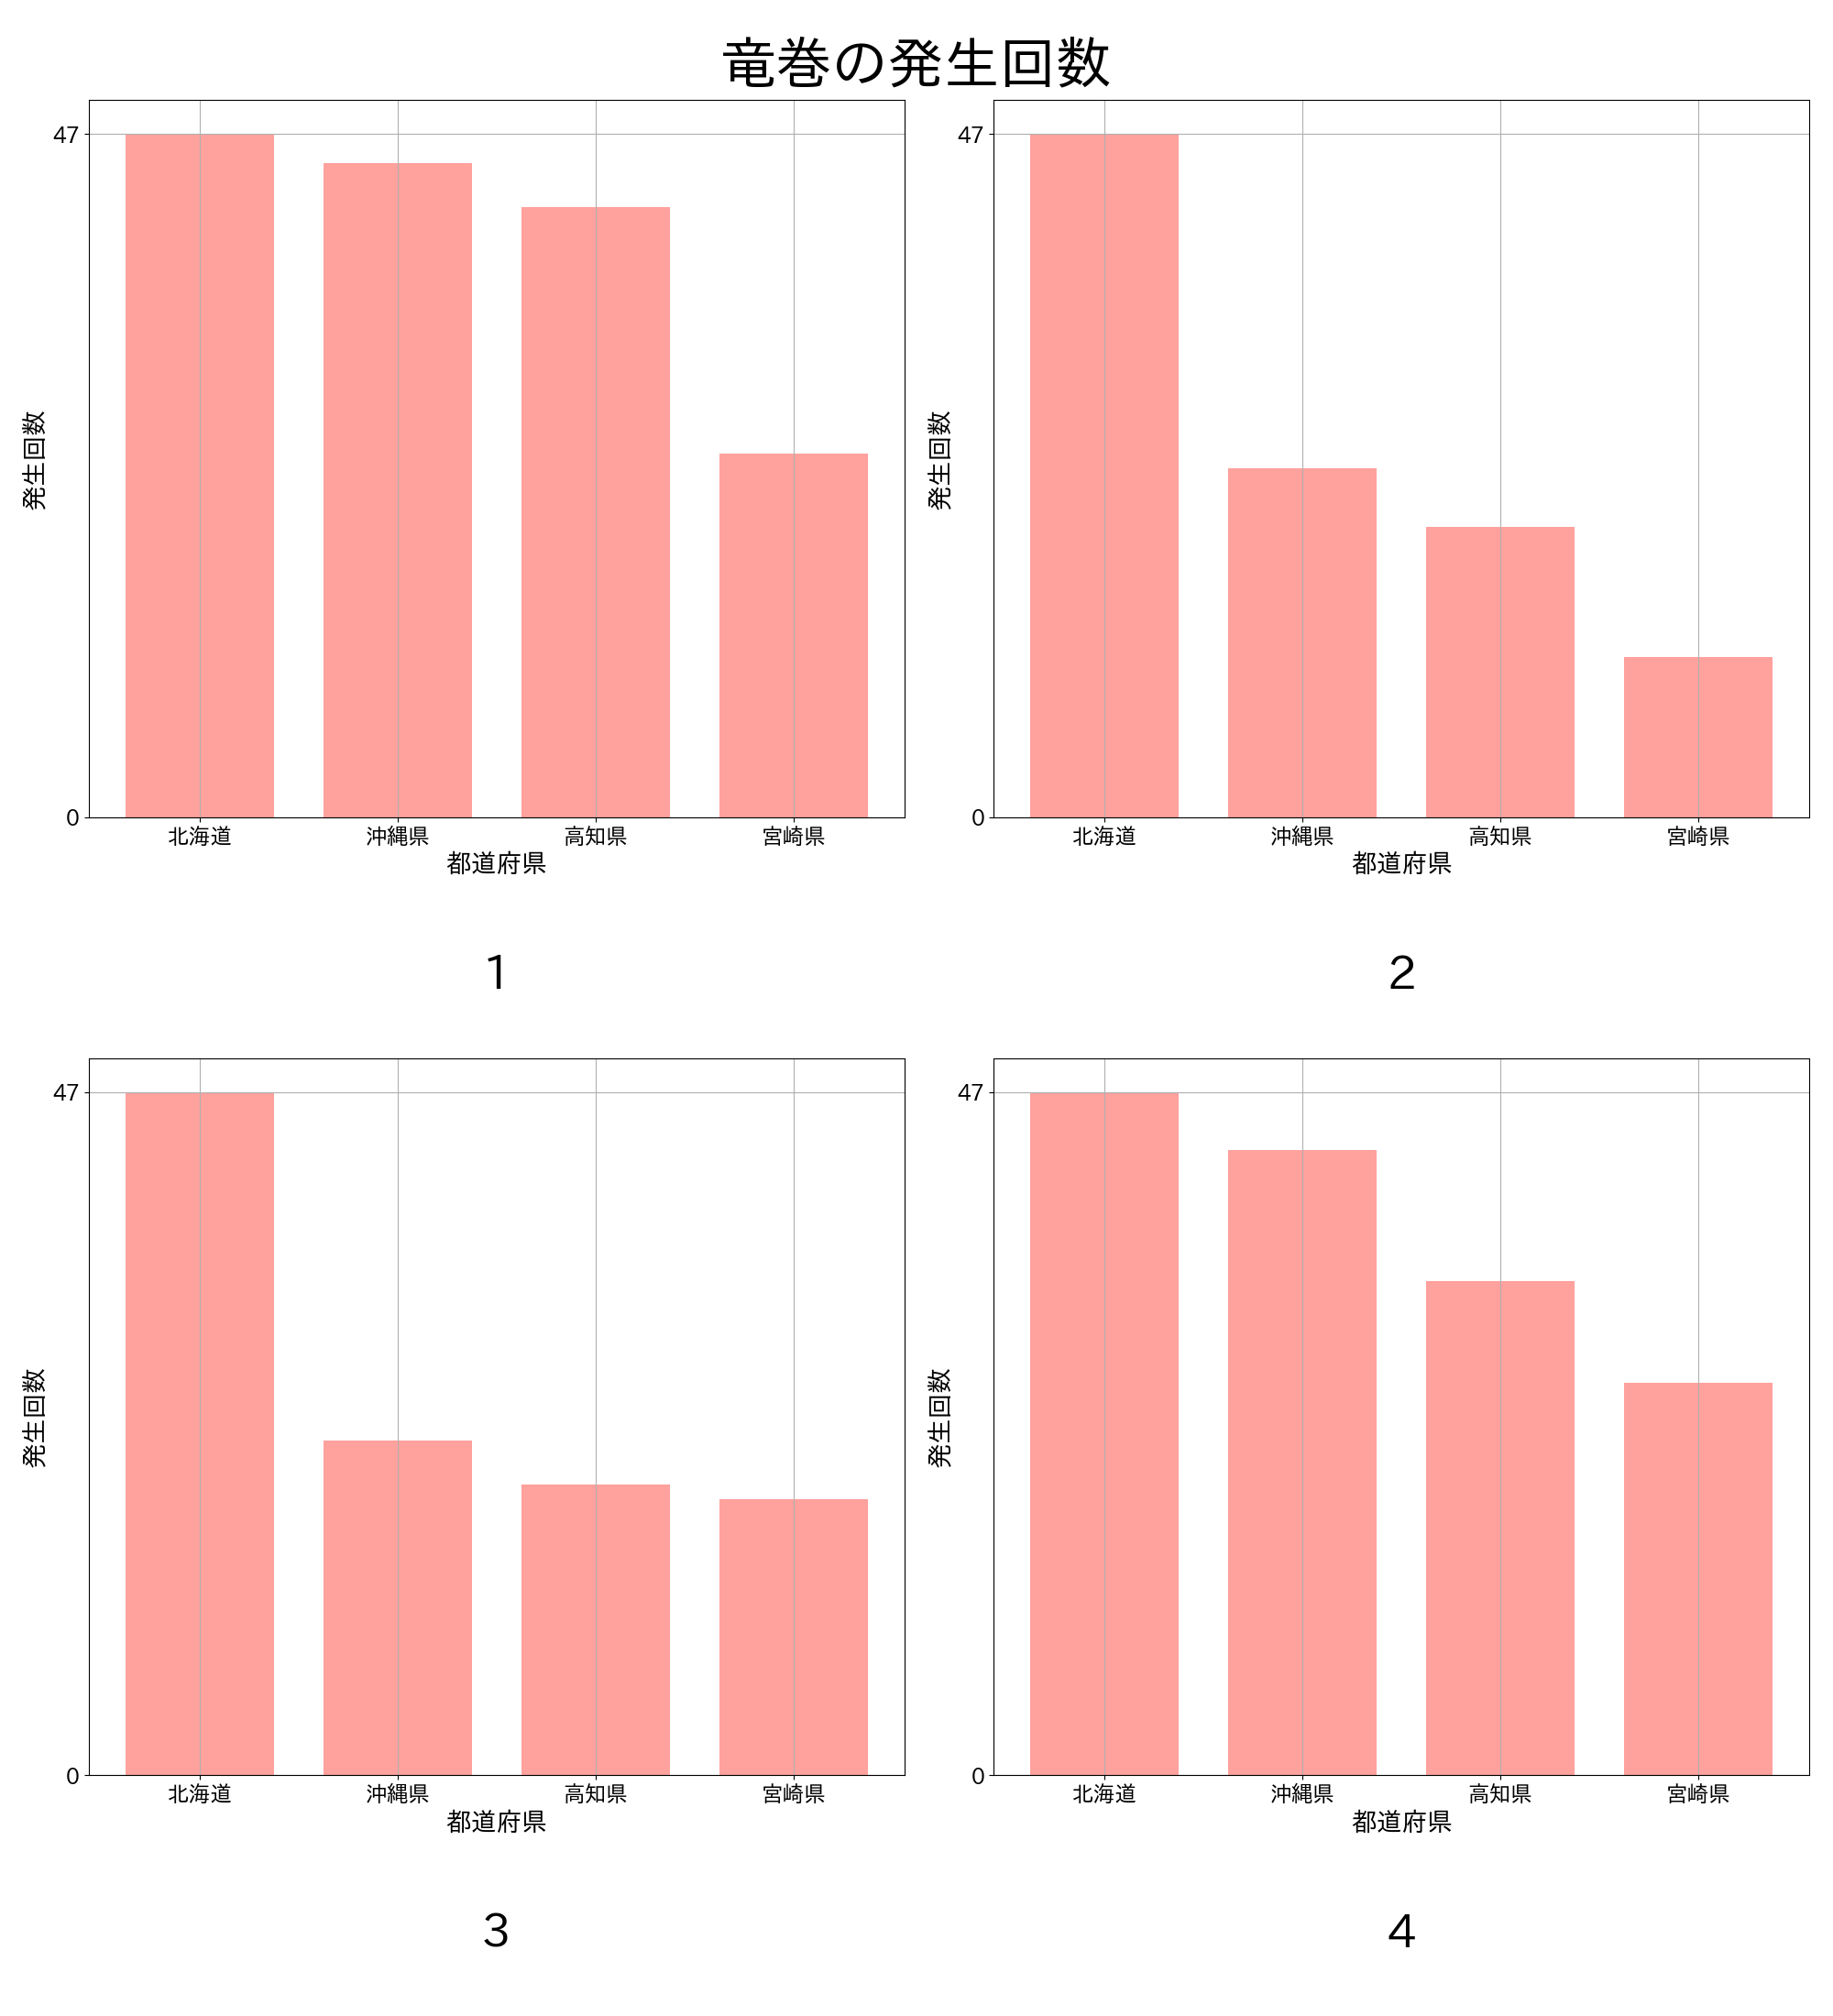 竜巻の発生回数
47
0
発生回数
北海道 沖縄県 高知県 宮崎県
都道府県
1
47
0
発生回数
北海道 沖縄県 高知県 宮崎県
都道府県
2
47
0
発生回数
北海道 沖縄県 高知県 宮崎県
都道府県
3
47
0
発生回数
北海道 沖縄県 高知県 宮崎県
都道府県
4